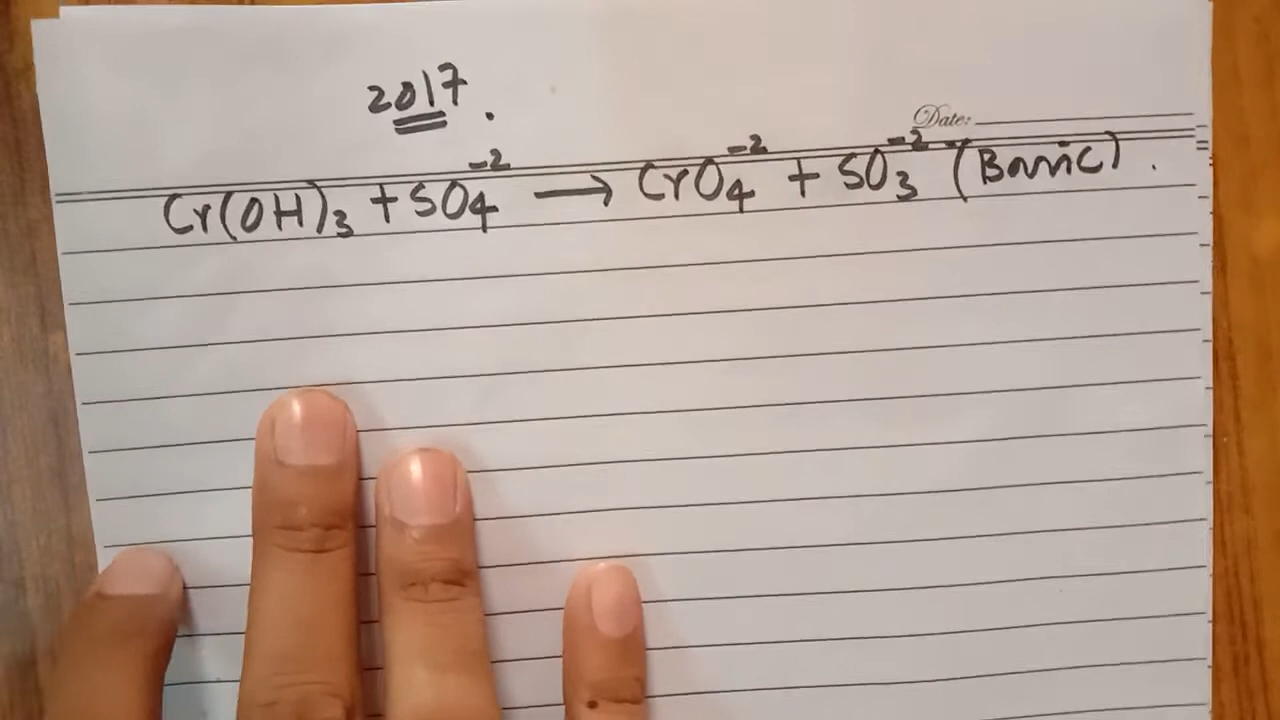 2017.
Date:
Cr(OH)₃ + SO₄⁻² → CrO₄⁻² + SO₃⁻² (Basic).